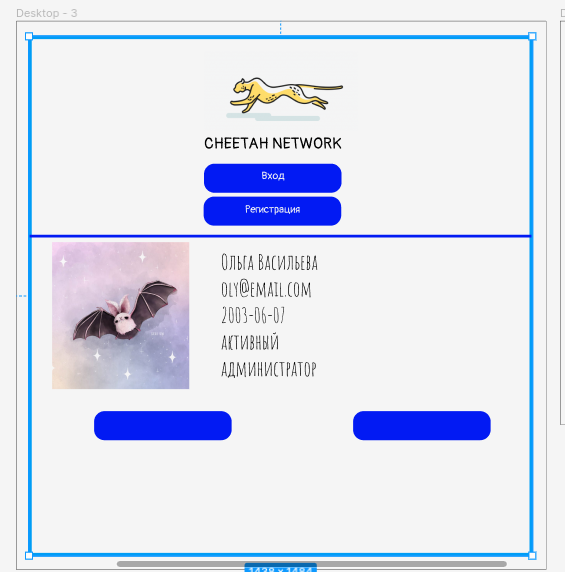 Desktop - 3
CHEETAH NETWORK
Вход
Регистрация
Ольга Васильева
oly@email.com
2003-06-07
активный
администратор